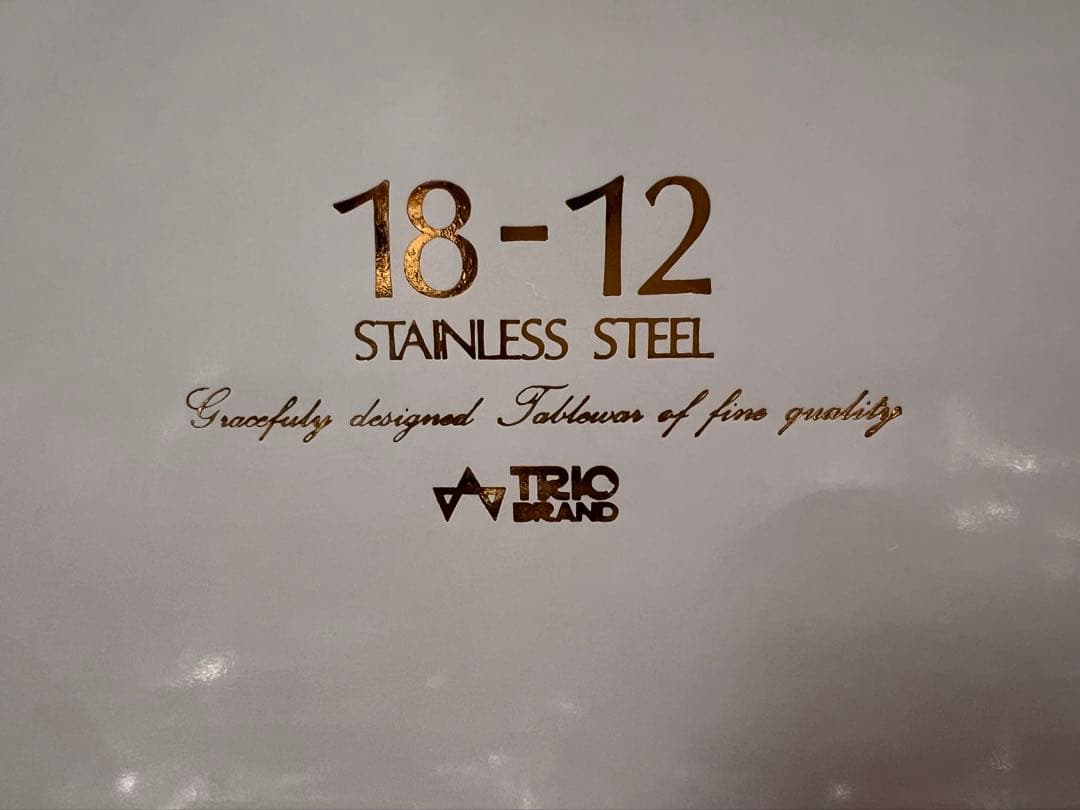 18-12
STAINLESS STEEL
Gracefuly designed Tablewar of fine quality
TRIO
BRAND